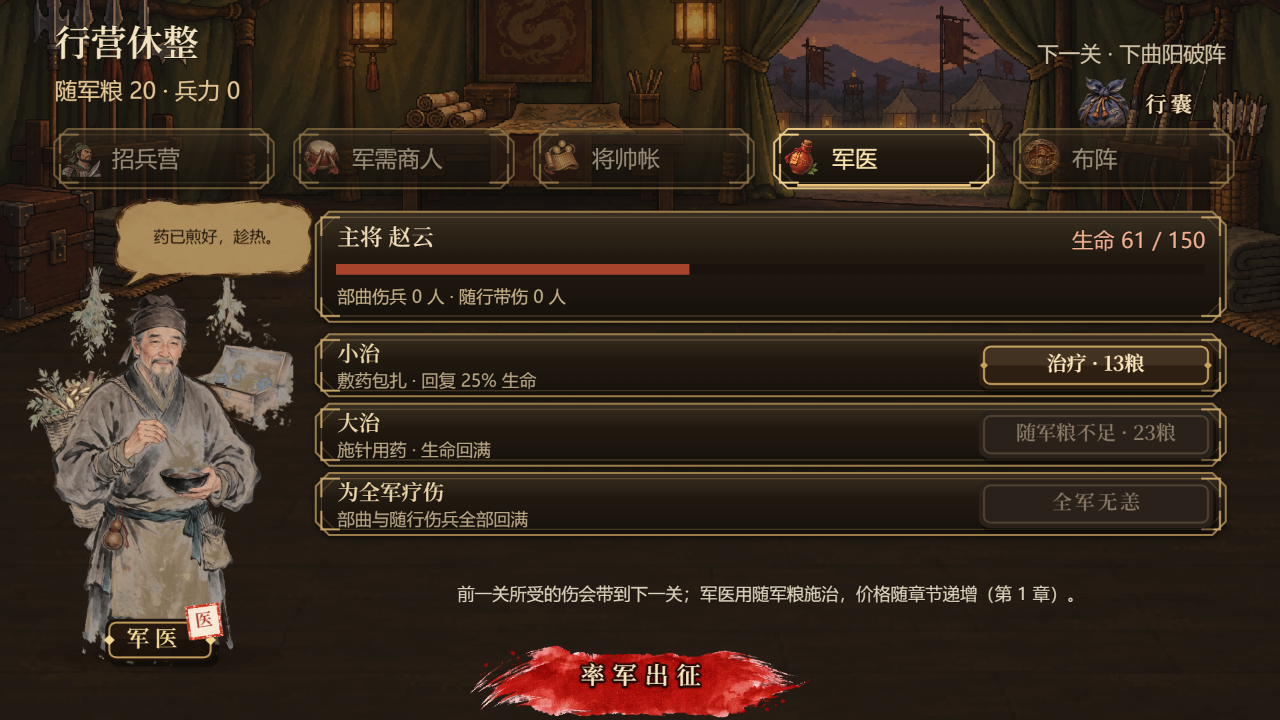 行营休整
随军粮 20 · 兵力 0
下一关 · 下曲阳破阵
行囊
招兵营
军需商人
将帅帐
军医
布阵
药已煎好，趁热。
主将 赵云
生命 61 / 150
部曲伤兵 0 人 · 随行带伤 0 人
小治
敷药包扎 · 回复 25% 生命
治疗 · 13粮
大治
施针用药 · 生命回满
随军粮不足 · 23粮
为全军疗伤
部曲与随行伤兵全部回满
全军无恙
前一关所受的伤会带到下一关；军医用随军粮施治，价格随章节递增（第 1 章）。
医
军医
率军出征